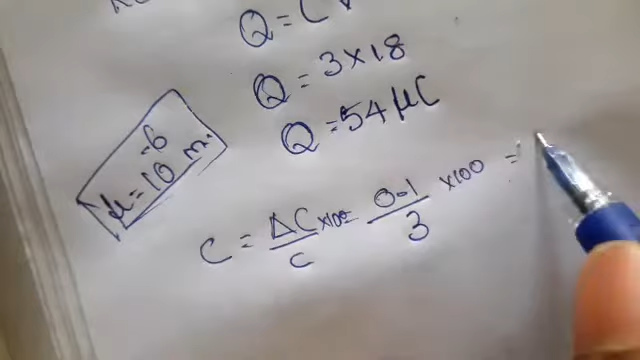 Q = C
Q = 3×18
Q = 54 μC
μ = 10⁻⁶ m.
C = ΔC/C ×100 = 0.1/3 ×100 =